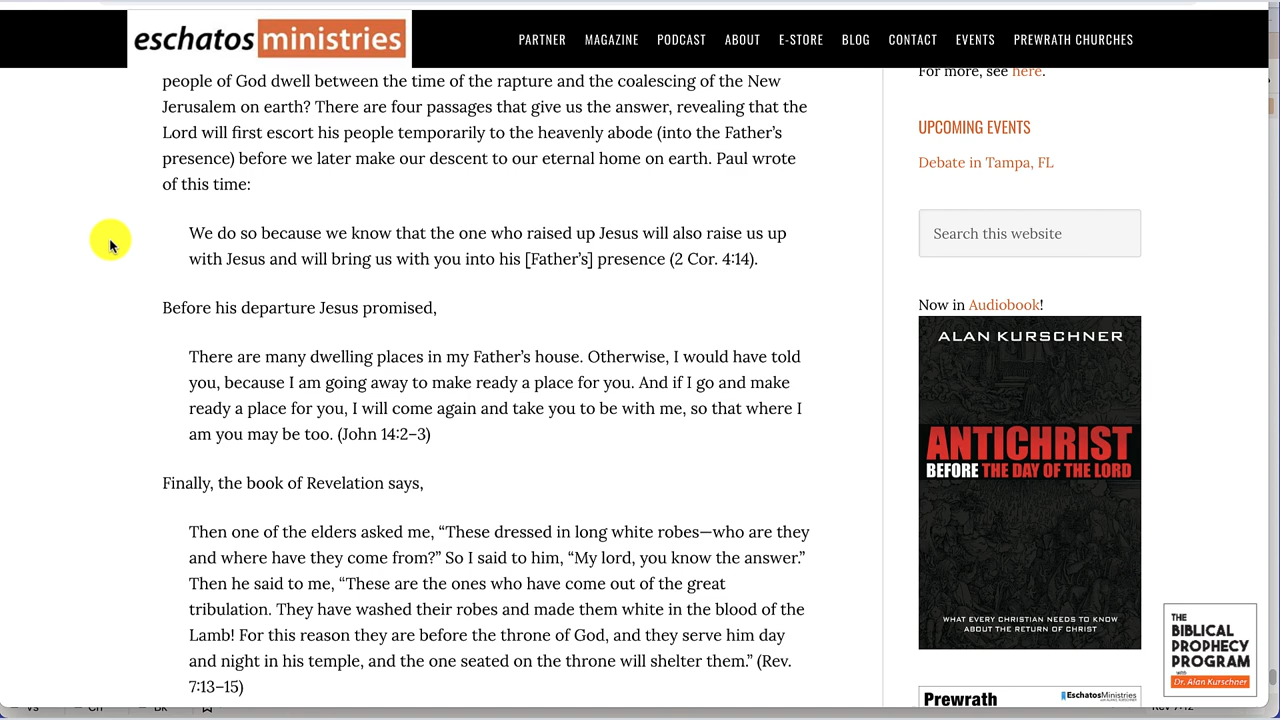 eschatos ministries
PARTNER MAGAZINE PODCAST ABOUT E-STORE BLOG CONTACT EVENTS PREWRATH CHURCHES
people of God dwell between the time of the rapture and the coalescing of the New
Jerusalem on earth? There are four passages that give us the answer, revealing that the
Lord will first escort his people temporarily to the heavenly abode (into the Father’s
presence) before we later make our descent to our eternal home on earth. Paul wrote
of this time:
We do so because we know that the one who raised up Jesus will also raise us up
with Jesus and will bring us with you into his [Father’s] presence (2 Cor. 4:14).
Before his departure Jesus promised,
There are many dwelling places in my Father’s house. Otherwise, I would have told
you, because I am going away to make ready a place for you. And if I go and make
ready a place for you, I will come again and take you to be with me, so that where I
am you may be too. (John 14:2–3)
Finally, the book of Revelation says,
Then one of the elders asked me, “These dressed in long white robes—who are they
and where have they come from?” So I said to him, “My lord, you know the answer.”
Then he said to me, “These are the ones who have come out of the great
tribulation. They have washed their robes and made them white in the blood of the
Lamb! For this reason they are before the throne of God, and they serve him day
and night in his temple, and the one seated on the throne will shelter them.” (Rev.
7:13–15)
For more, see here.
UPCOMING EVENTS
Debate in Tampa, FL
Search this website
Now in Audiobook!
ALAN KURSCHNER
ANTICHRIST
BEFORE THE DAY OF THE LORD
WHAT EVERY CHRISTIAN NEEDS TO KNOW
ABOUT THE RETURN OF CHRIST
Prewrath EschatosMinistries
THE
BIBLICAL
PROPHECY
PROGRAM
with
Dr. Alan Kurschner